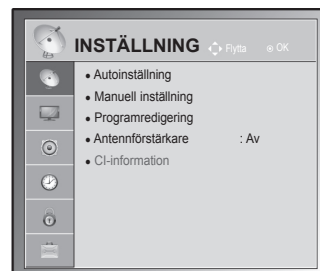 INSTÄLLNING Flytta OK
• Autoinställning
• Manuell inställning
• Programredigering
• Antennförstärkare : Av
• CI-information